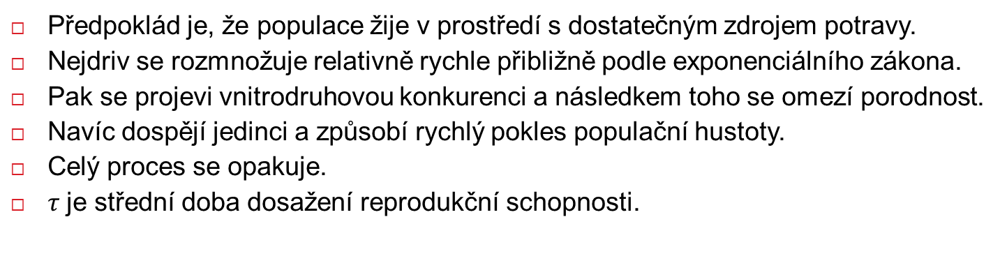 Předpoklád je, že populace žije v prostředí s dostatečným zdrojem potravy.
Nejdriv se rozmnožuje relativně rychle přibližně podle exponenciálního zákona.
Pak se projevi vnitrodruhovou konkurenci a následkem toho se omezí porodnost.
Navíc dospějí jedinci a způsobí rychlý pokles populační hustoty.
Celý proces se opakuje.
τ je střední doba dosažení reprodukční schopnosti.